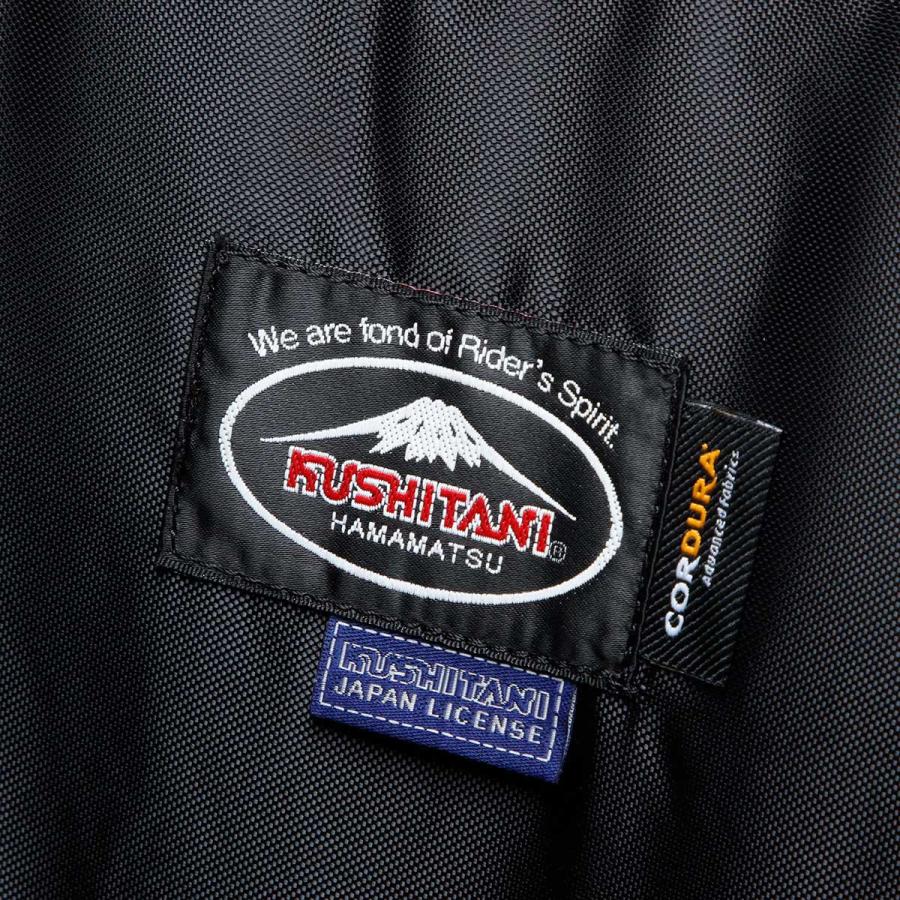 We are fond of Rider's Spirit.
KUSHITANI®
HAMAMATSU
CORDURA®
Advanced Fabrics
KUSHITANI
JAPAN LICENSE